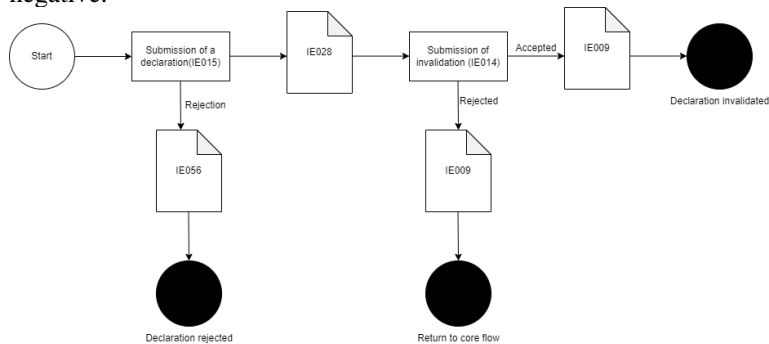 negative.
Start
Submission of a
declaration(IE015)
IE028
Submission of
invalidation (IE014)
Accepted
IE009
Declaration invalidated
Rejection
Rejected
IE056
IE009
Declaration rejected
Return to core flow